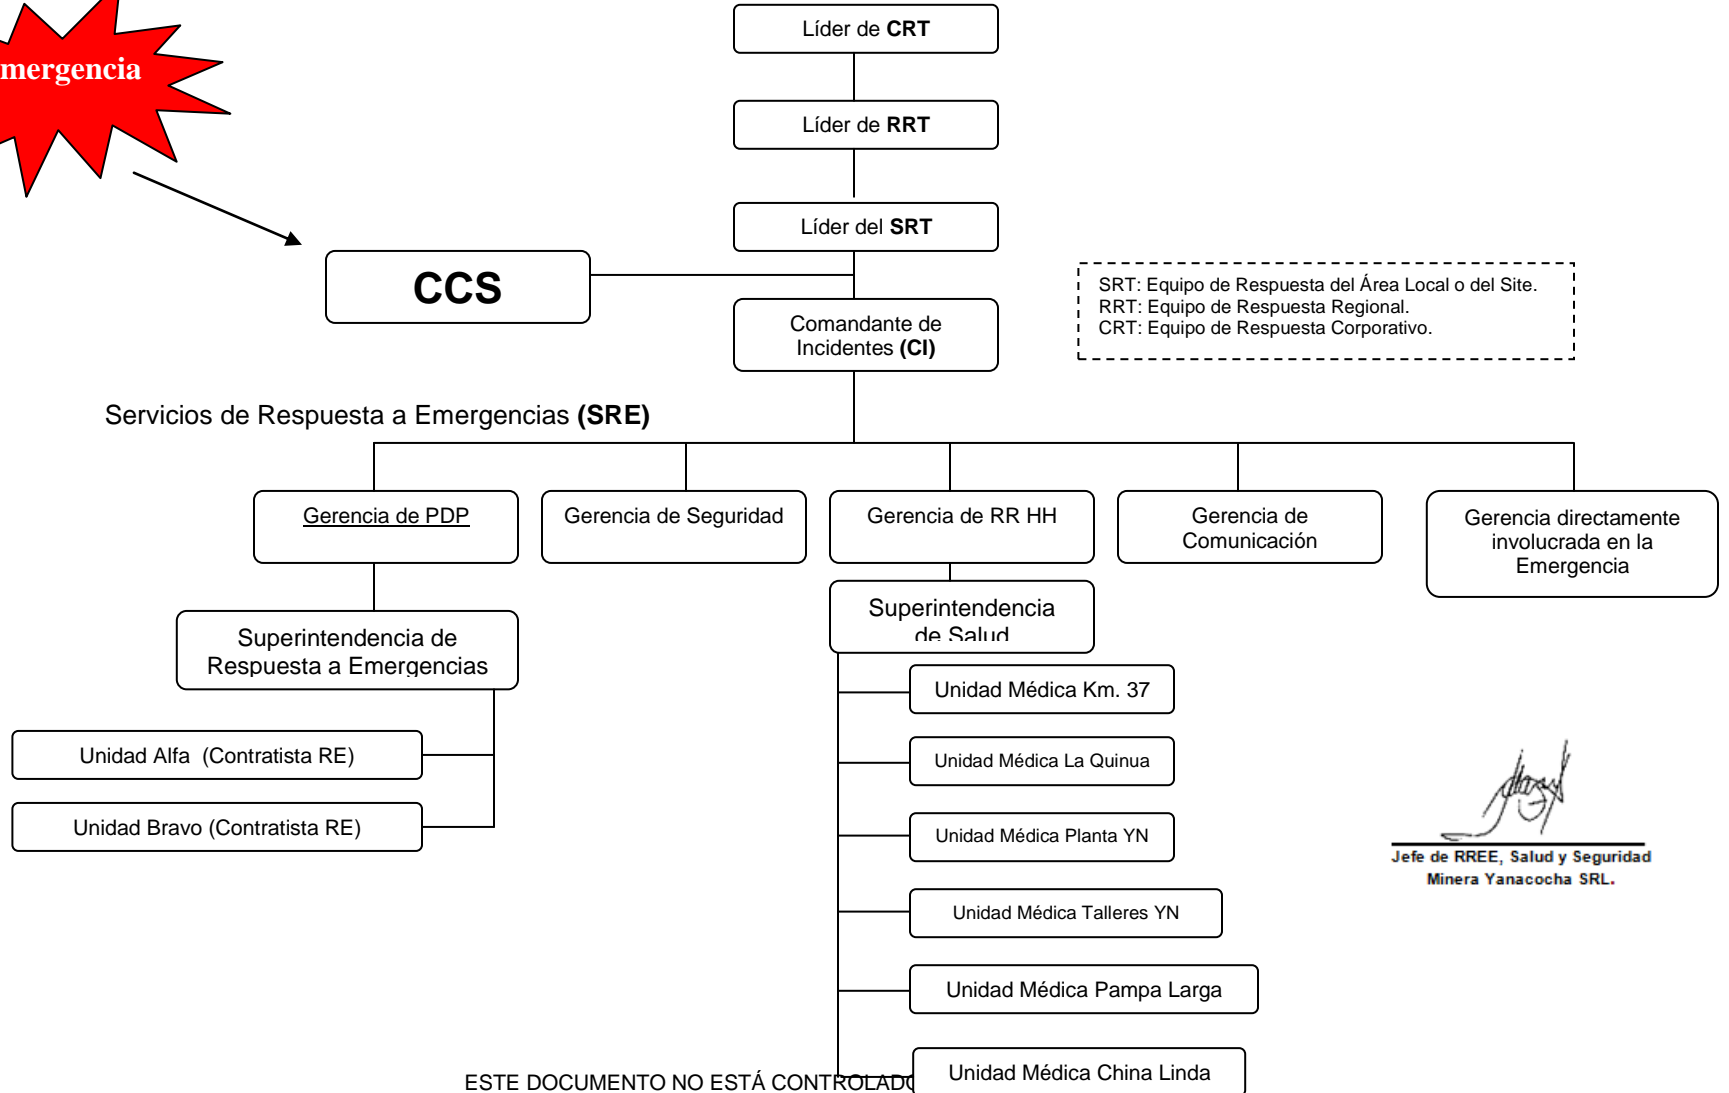 Líder de CRT
mergencia
Líder de RRT
Líder del SRT
CCS
SRT: Equipo de Respuesta del Área Local o del Site.
RRT: Equipo de Respuesta Regional.
CRT: Equipo de Respuesta Corporativo.
Comandante de
Incidentes (CI)
Servicios de Respuesta a Emergencias (SRE)
Gerencia de PDP
Gerencia de Seguridad
Gerencia de RR HH
Gerencia de
Comunicación
Gerencia directamente
involucrada en la
Emergencia
Superintendencia de
Respuesta a Emergencias
Superintendencia
de Salud
Unidad Alfa (Contratista RE)
Unidad Bravo (Contratista RE)
Unidad Médica Km. 37
Unidad Médica La Quinua
Unidad Médica Planta YN
Unidad Médica Talleres YN
Unidad Médica Pampa Larga
Unidad Médica China Linda
Jefe de RREE, Salud y Seguridad
Minera Yanacocha SRL.
ESTE DOCUMENTO NO ESTÁ CONTROLADO